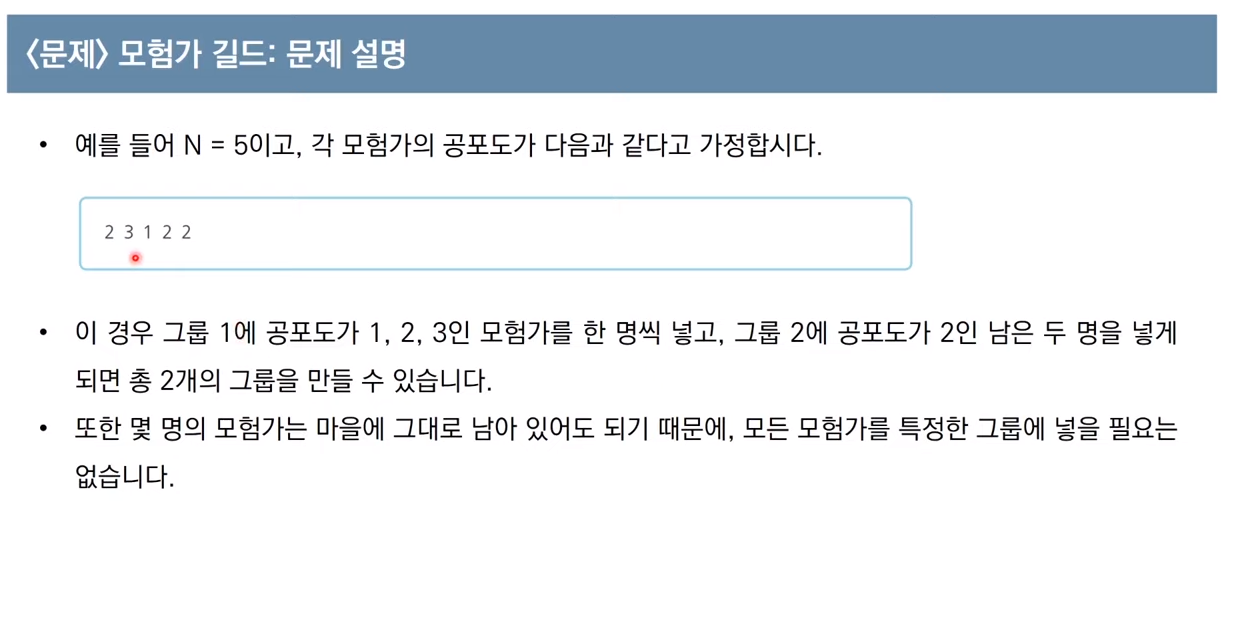 <문제> 모험가 길드: 문제 설명
• 예를 들어 N = 5이고, 각 모험가의 공포도가 다음과 같다고 가정합시다.
2 3 1 2 2
• 이 경우 그룹 1에 공포도가 1, 2, 3인 모험가를 한 명씩 넣고, 그룹 2에 공포도가 2인 남은 두 명을 넣게
되면 총 2개의 그룹을 만들 수 있습니다.
• 또한 몇 명의 모험가는 마을에 그대로 남아 있어도 되기 때문에, 모든 모험가를 특정한 그룹에 넣을 필요는
없습니다.